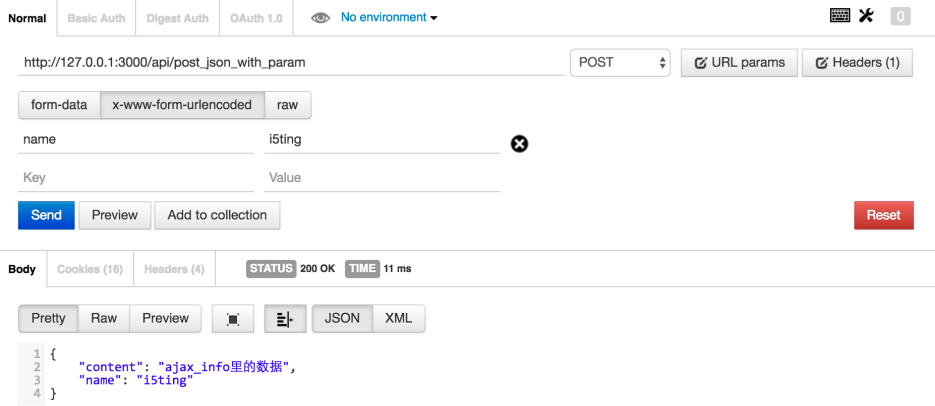 Normal Basic Auth Digest Auth OAuth 1.0 No environment 0
http://127.0.0.1:3000/api/post_json_with_param POST URL params Headers (1)
form-data x-www-form-urlencoded raw
name i5ting
Key Value
Send Preview Add to collection Reset
Body Cookies (16) Headers (4) STATUS 200 OK TIME 11 ms
Pretty Raw Preview JSON XML
1 {
2 "content": "ajax_info里的数据",
3 "name": "i5ting"
4 }